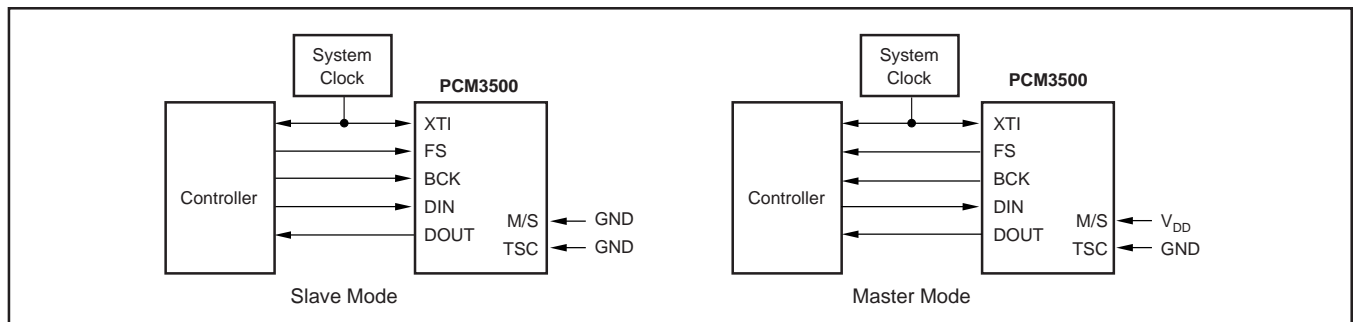 System
Clock
PCM3500
XTI
FS
BCK
DIN
DOUT
M/S
TSC
GND
GND
Controller
Slave Mode
System
Clock
PCM3500
XTI
FS
BCK
DIN
DOUT
M/S
TSC
VDD
GND
Controller
Master Mode